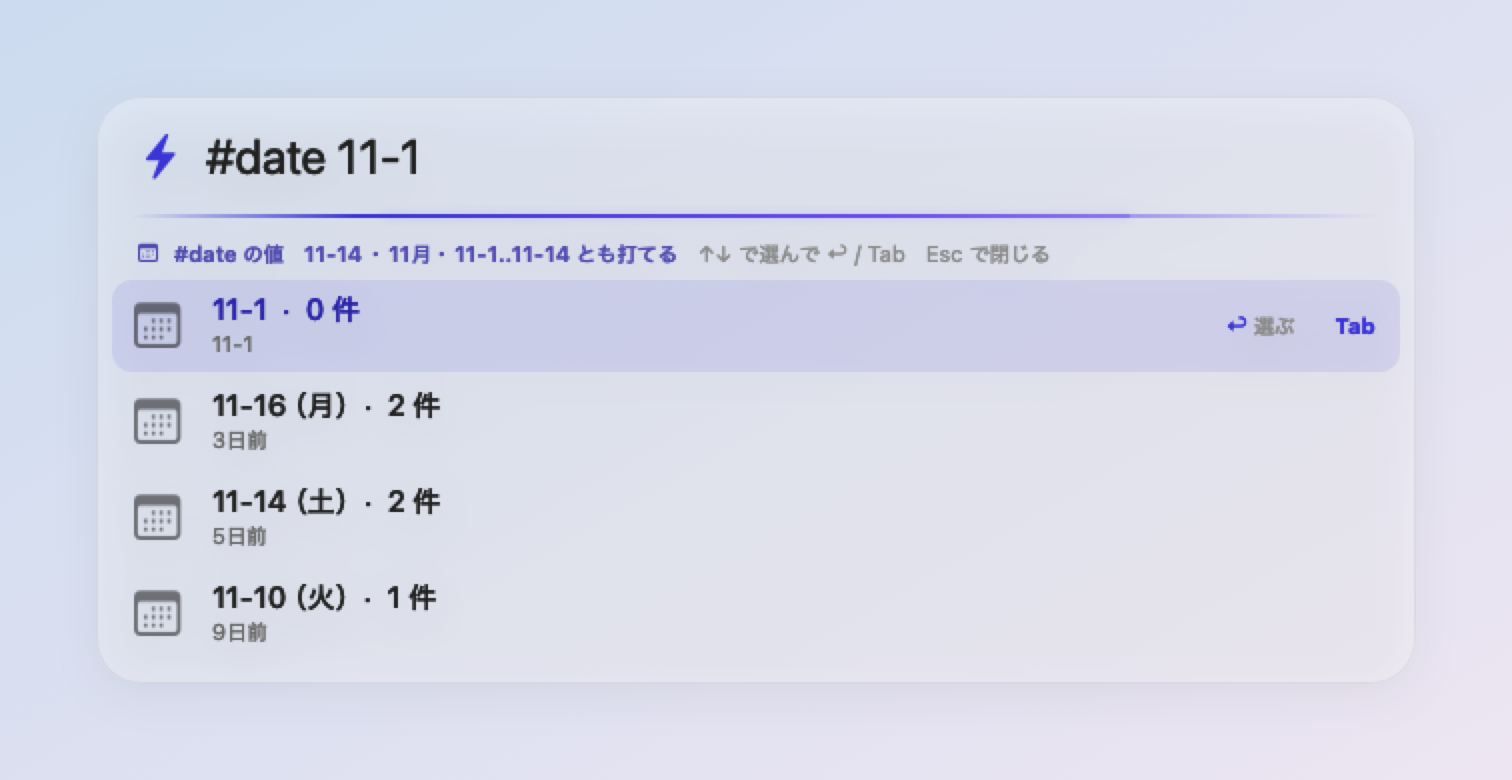 #date 11-1
#date の値 11-14 · 11月 · 11-1..11-14 とも打てる ↑↓ で選んで ↩ / Tab Esc で閉じる
11-1 · 0 件
11-1
↩ 選ぶ Tab
11-16（月） · 2 件
3日前
11-14（土） · 2 件
5日前
11-10（火） · 1 件
9日前